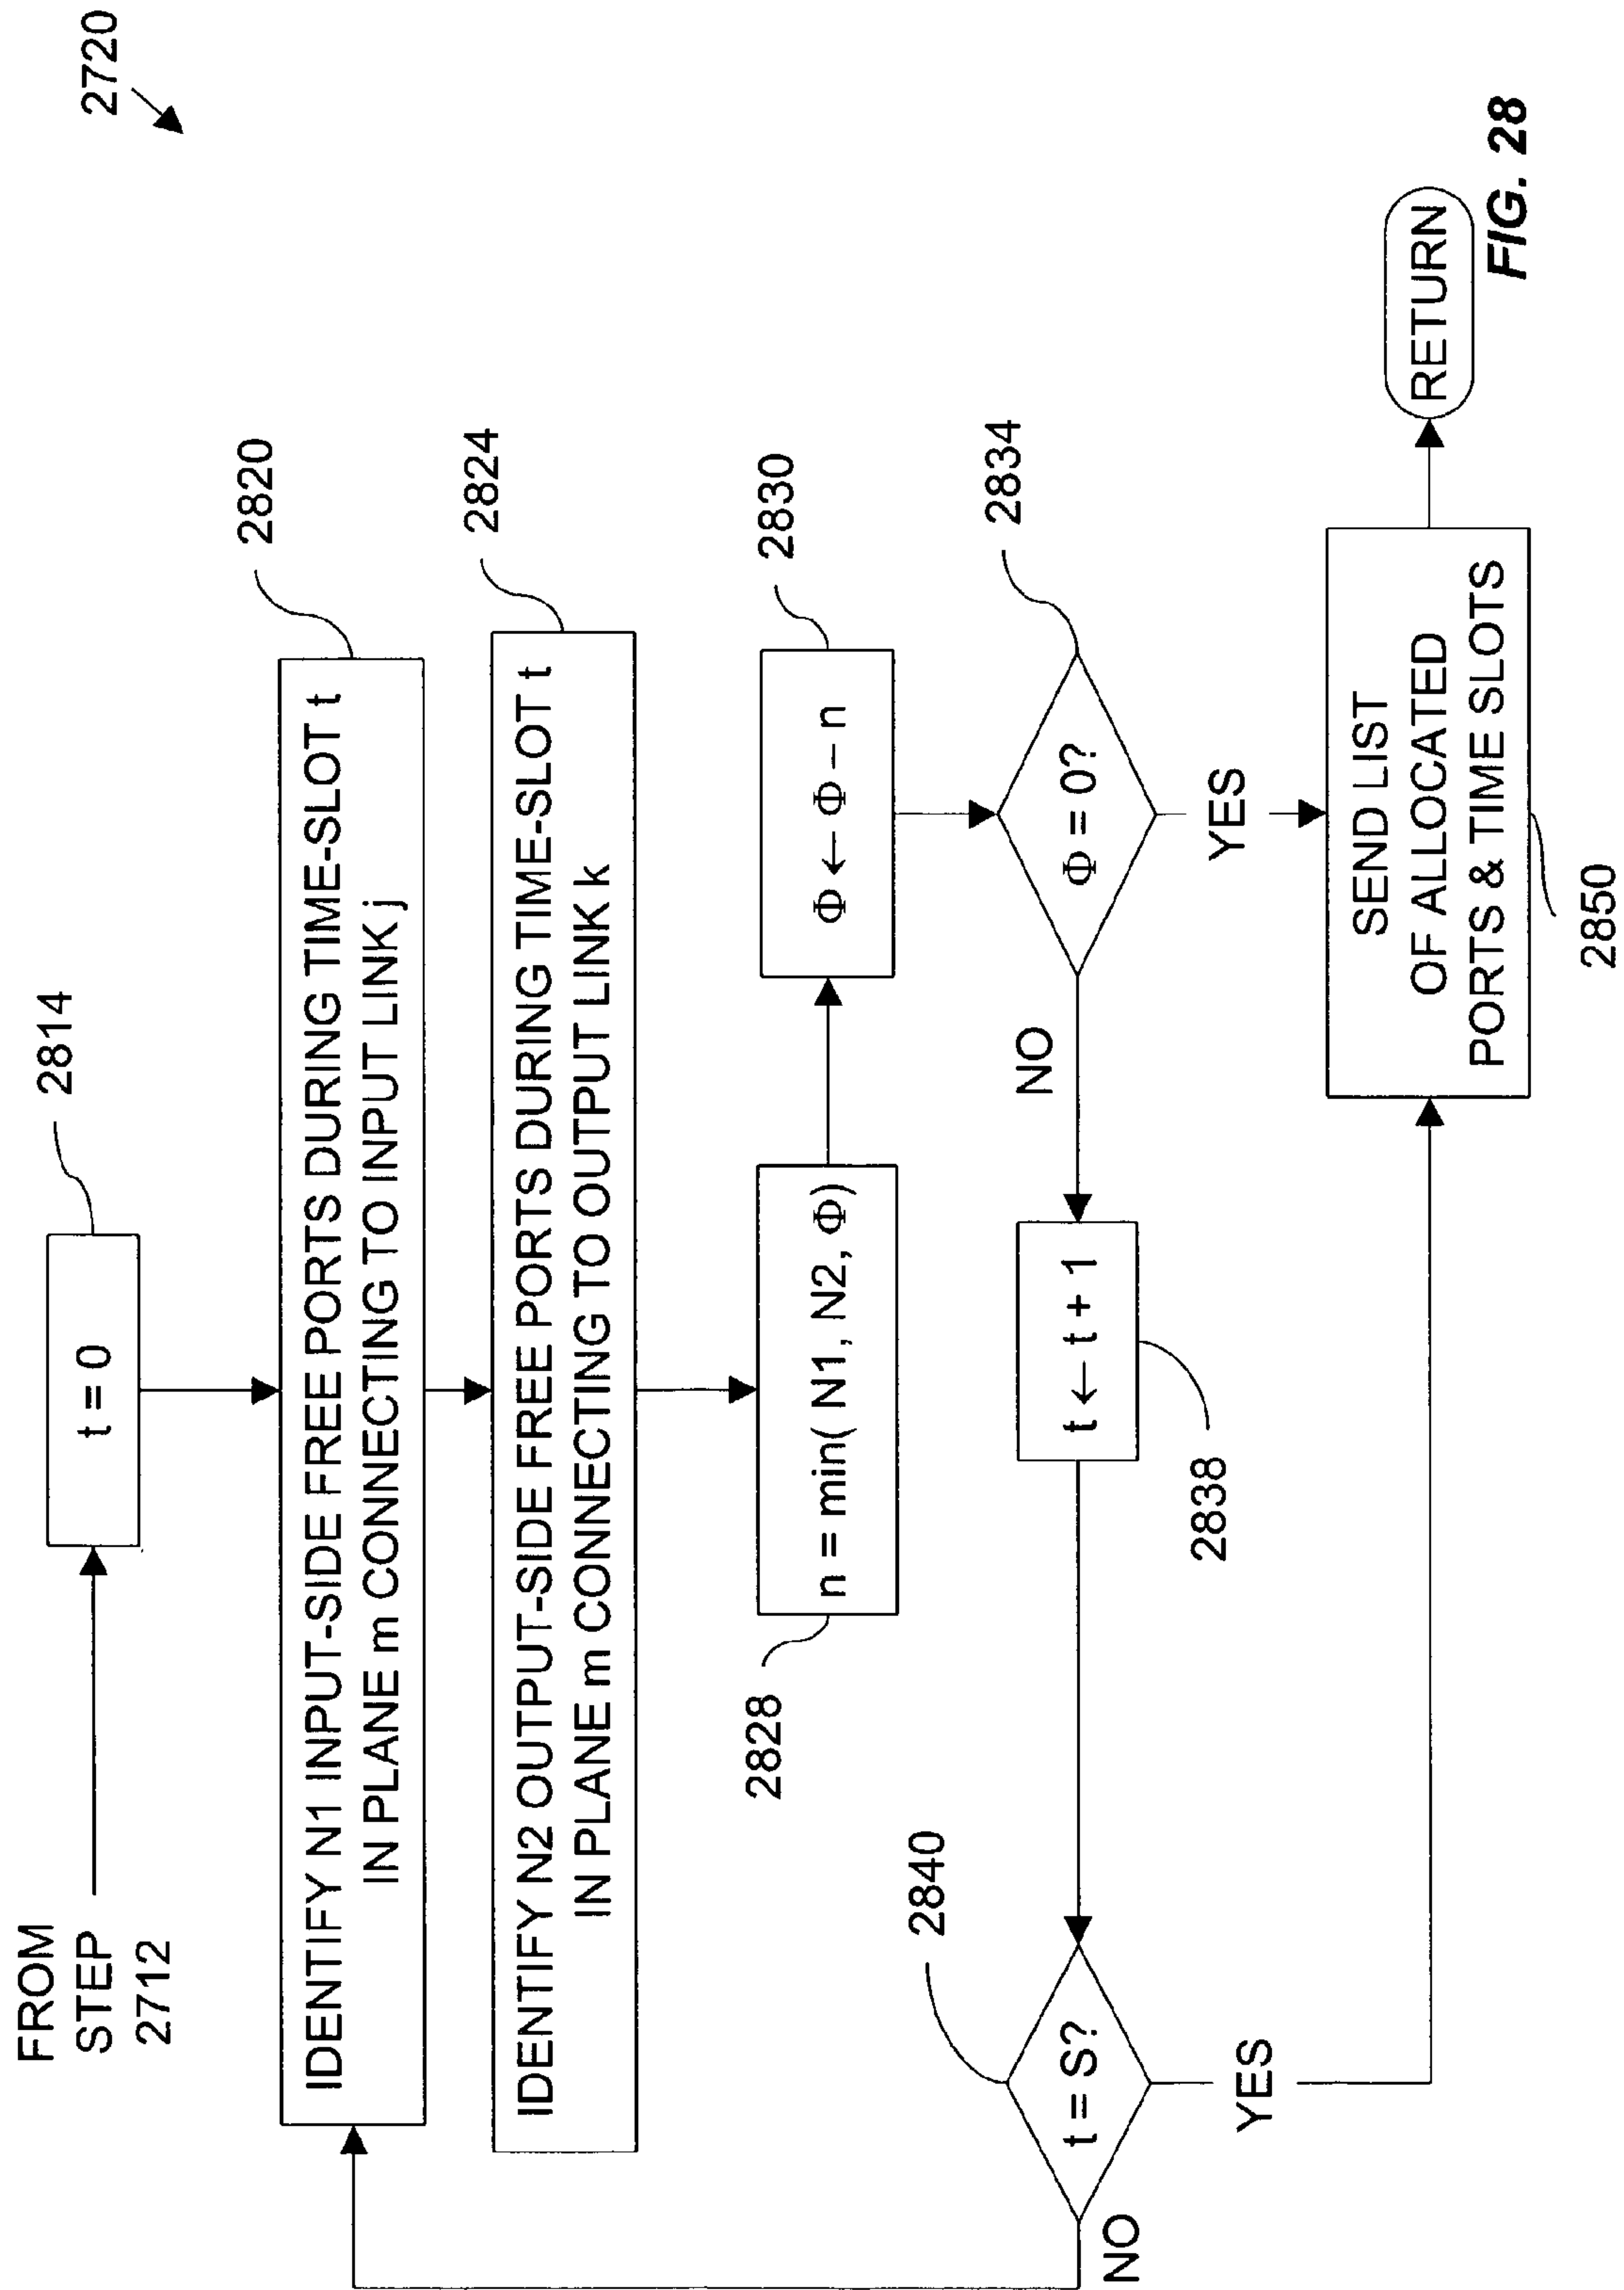 2720
FROM
STEP
2712
t = 0
2814
IDENTIFY N1 INPUT-SIDE FREE PORTS DURING TIME-SLOT t
IN PLANE m CONNECTING TO INPUT LINK j
2820
IDENTIFY N2 OUTPUT-SIDE FREE PORTS DURING TIME-SLOT t
IN PLANE m CONNECTING TO OUTPUT LINK k
2824
n = min( N1, N2, Φ)
2828
Φ ← Φ – n
2830
Φ = 0?
2834
NO
YES
t ← t + 1
2838
t = S?
2840
NO
YES
SEND LIST
OF ALLOCATED
PORTS & TIME SLOTS
2850
RETURN
FIG. 28